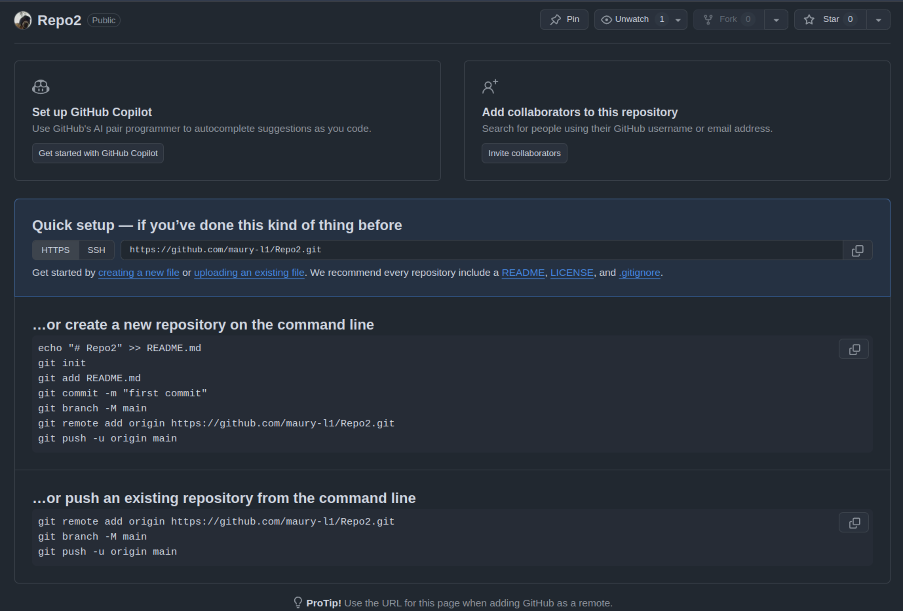 Repo2 Public
Pin
Unwatch 1
Fork 0
Star 0
Set up GitHub Copilot
Use GitHub's AI pair programmer to autocomplete suggestions as you code.
Get started with GitHub Copilot
Add collaborators to this repository
Search for people using their GitHub username or email address.
Invite collaborators
Quick setup — if you’ve done this kind of thing before
HTTPS SSH https://github.com/maury-l1/Repo2.git
Get started by creating a new file or uploading an existing file. We recommend every repository include a README, LICENSE, and .gitignore.
…or create a new repository on the command line
echo "# Repo2" >> README.md
git init
git add README.md
git commit -m "first commit"
git branch -M main
git remote add origin https://github.com/maury-l1/Repo2.git
git push -u origin main
…or push an existing repository from the command line
git remote add origin https://github.com/maury-l1/Repo2.git
git branch -M main
git push -u origin main
ProTip! Use the URL for this page when adding GitHub as a remote.